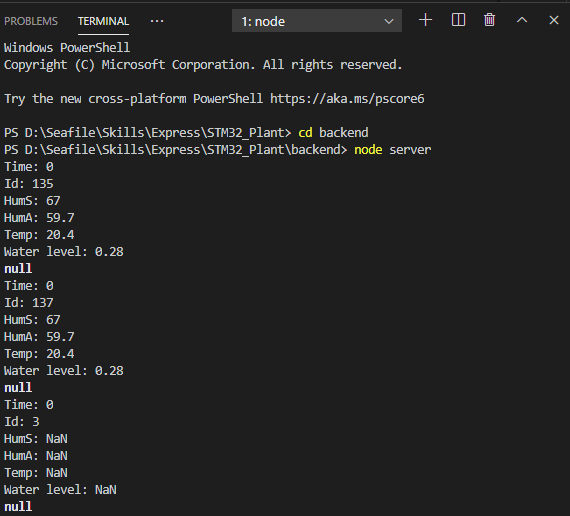 PROBLEMS TERMINAL ... 1: node
Windows PowerShell
Copyright (C) Microsoft Corporation. All rights reserved.
Try the new cross-platform PowerShell https://aka.ms/pscore6
PS D:\Seafile\Skills\Express\STM32_Plant> cd backend
PS D:\Seafile\Skills\Express\STM32_Plant\backend> node server
Time: 0
Id: 135
HumS: 67
HumA: 59.7
Temp: 20.4
Water level: 0.28
null
Time: 0
Id: 137
HumS: 67
HumA: 59.7
Temp: 20.4
Water level: 0.28
null
Time: 0
Id: 3
HumS: NaN
HumA: NaN
Temp: NaN
Water level: NaN
null